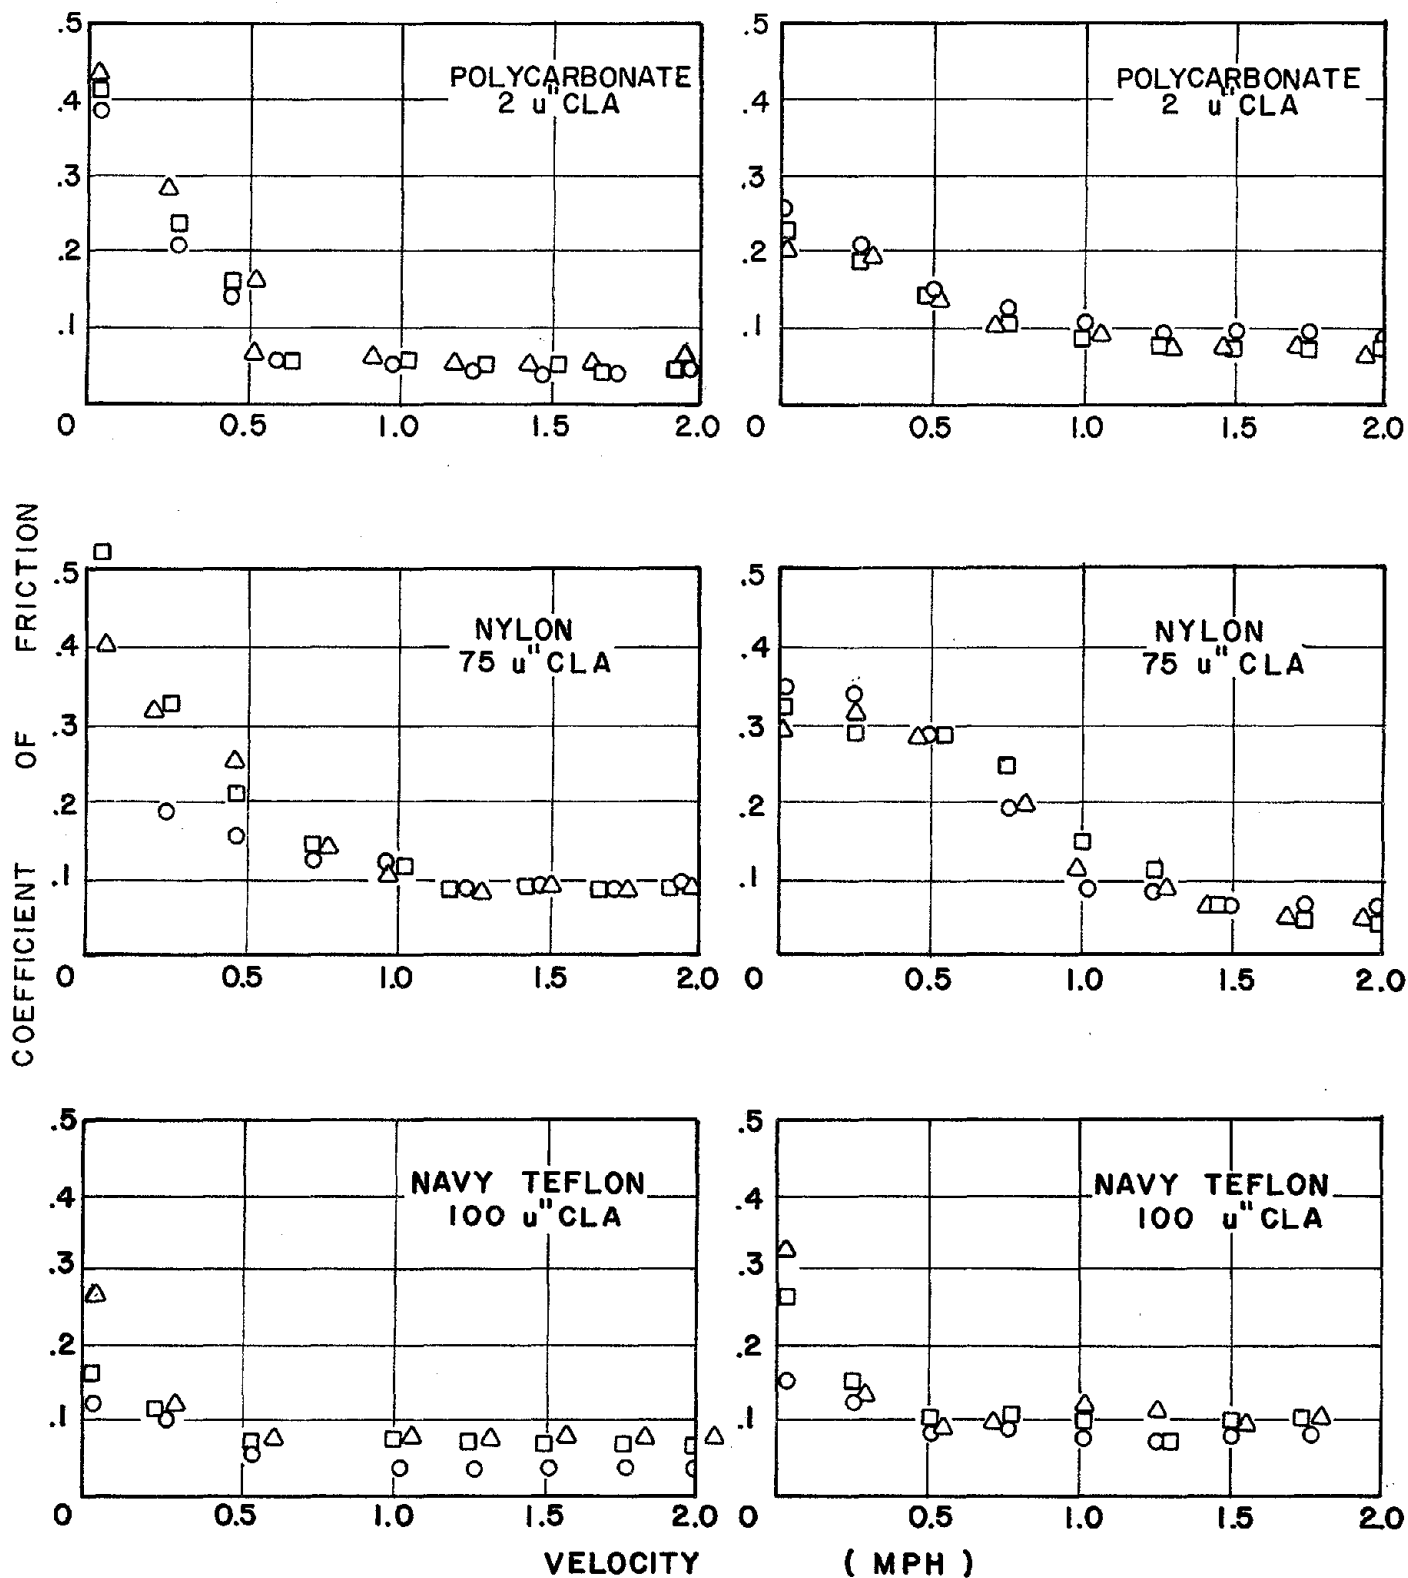 .5
.4
.3
.2
.1
0 0.5 1.0 1.5 2.0
POLYCARBONATE
2 u" CLA
.5
.4
.3
.2
.1
0 0.5 1.0 1.5 2.0
POLYCARBONATE
2 u" CLA
COEFFICIENT OF FRICTION
.5
.4
.3
.2
.1
0 0.5 1.0 1.5 2.0
NYLON
75 u" CLA
.5
.4
.3
.2
.1
0 0.5 1.0 1.5 2.0
NYLON
75 u" CLA
.5
.4
.3
.2
.1
0 0.5 1.0 1.5 2.0
NAVY TEFLON
100 u" CLA
.5
.4
.3
.2
.1
0 0.5 1.0 1.5 2.0
NAVY TEFLON
100 u" CLA
VELOCITY (MPH)